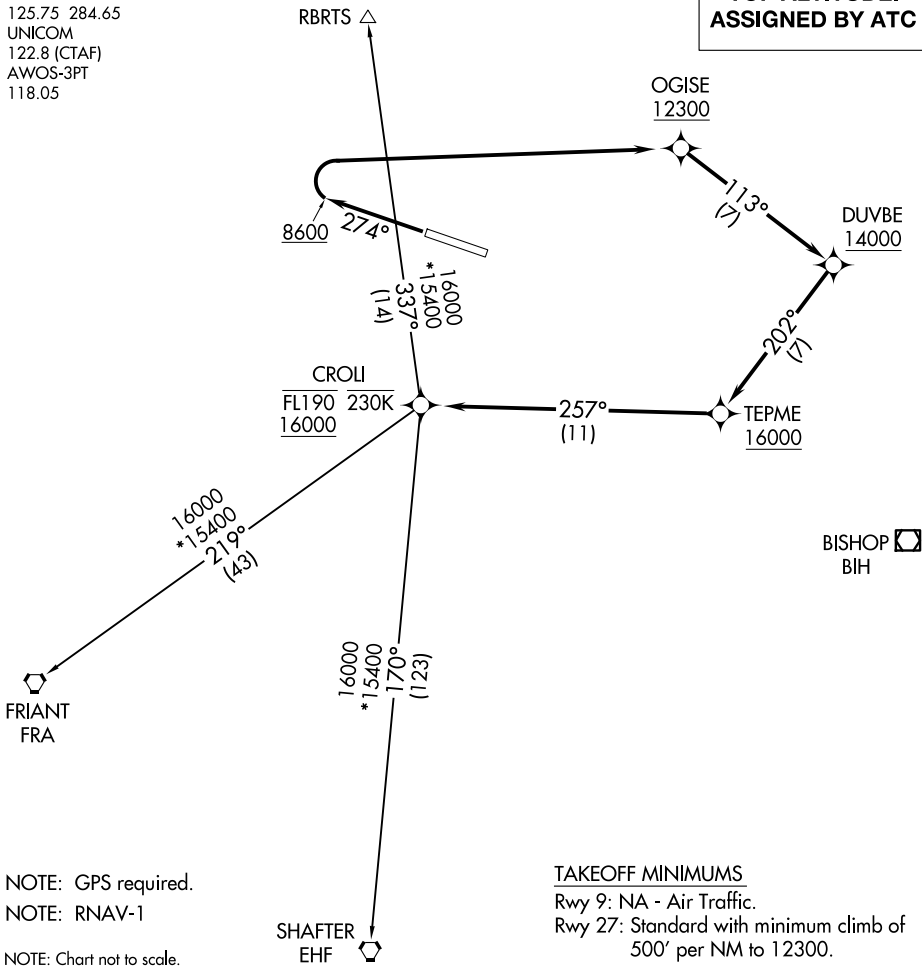 125.75 284.65
UNICOM
122.8 (CTAF)
AWOS-3PT
118.05
RBRTS
ASSIGNED BY ATC
OGISE
12300
113°
(7)
DUVBE
14000
8600
274°
202°
(7)
16000
*15400
337°
(14)
CROLI
FL190 230K
16000
257°
(11)
TEPME
16000
16000
*15400
219°
(43)
BISHOP
BIH
16000
*15400
170°
(123)
FRIANT
FRA
NOTE: GPS required.
NOTE: RNAV-1
NOTE: Chart not to scale.
SHAFTER
EHF
TAKEOFF MINIMUMS
Rwy 9: NA - Air Traffic.
Rwy 27: Standard with minimum climb of
500' per NM to 12300.